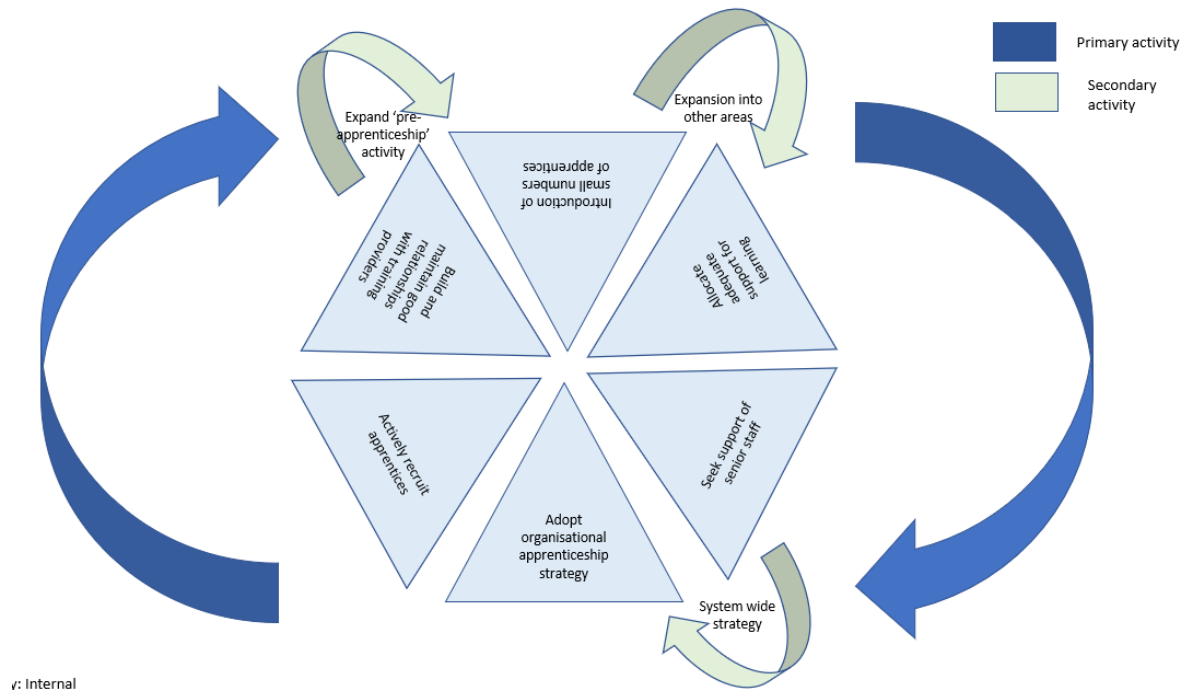 Primary activity
Secondary
activity
Expand ‘pre-
apprenticeship’
activity
Expansion into
other areas
Introduction of
small numbers
of apprentices
Allocate
adequate
support for
learning
Seek support of
senior staff
System wide
strategy
Adopt
organisational
apprenticeship
strategy
Actively recruit
apprentices
Build and
maintain good
relationships
with training
providers
y: Internal